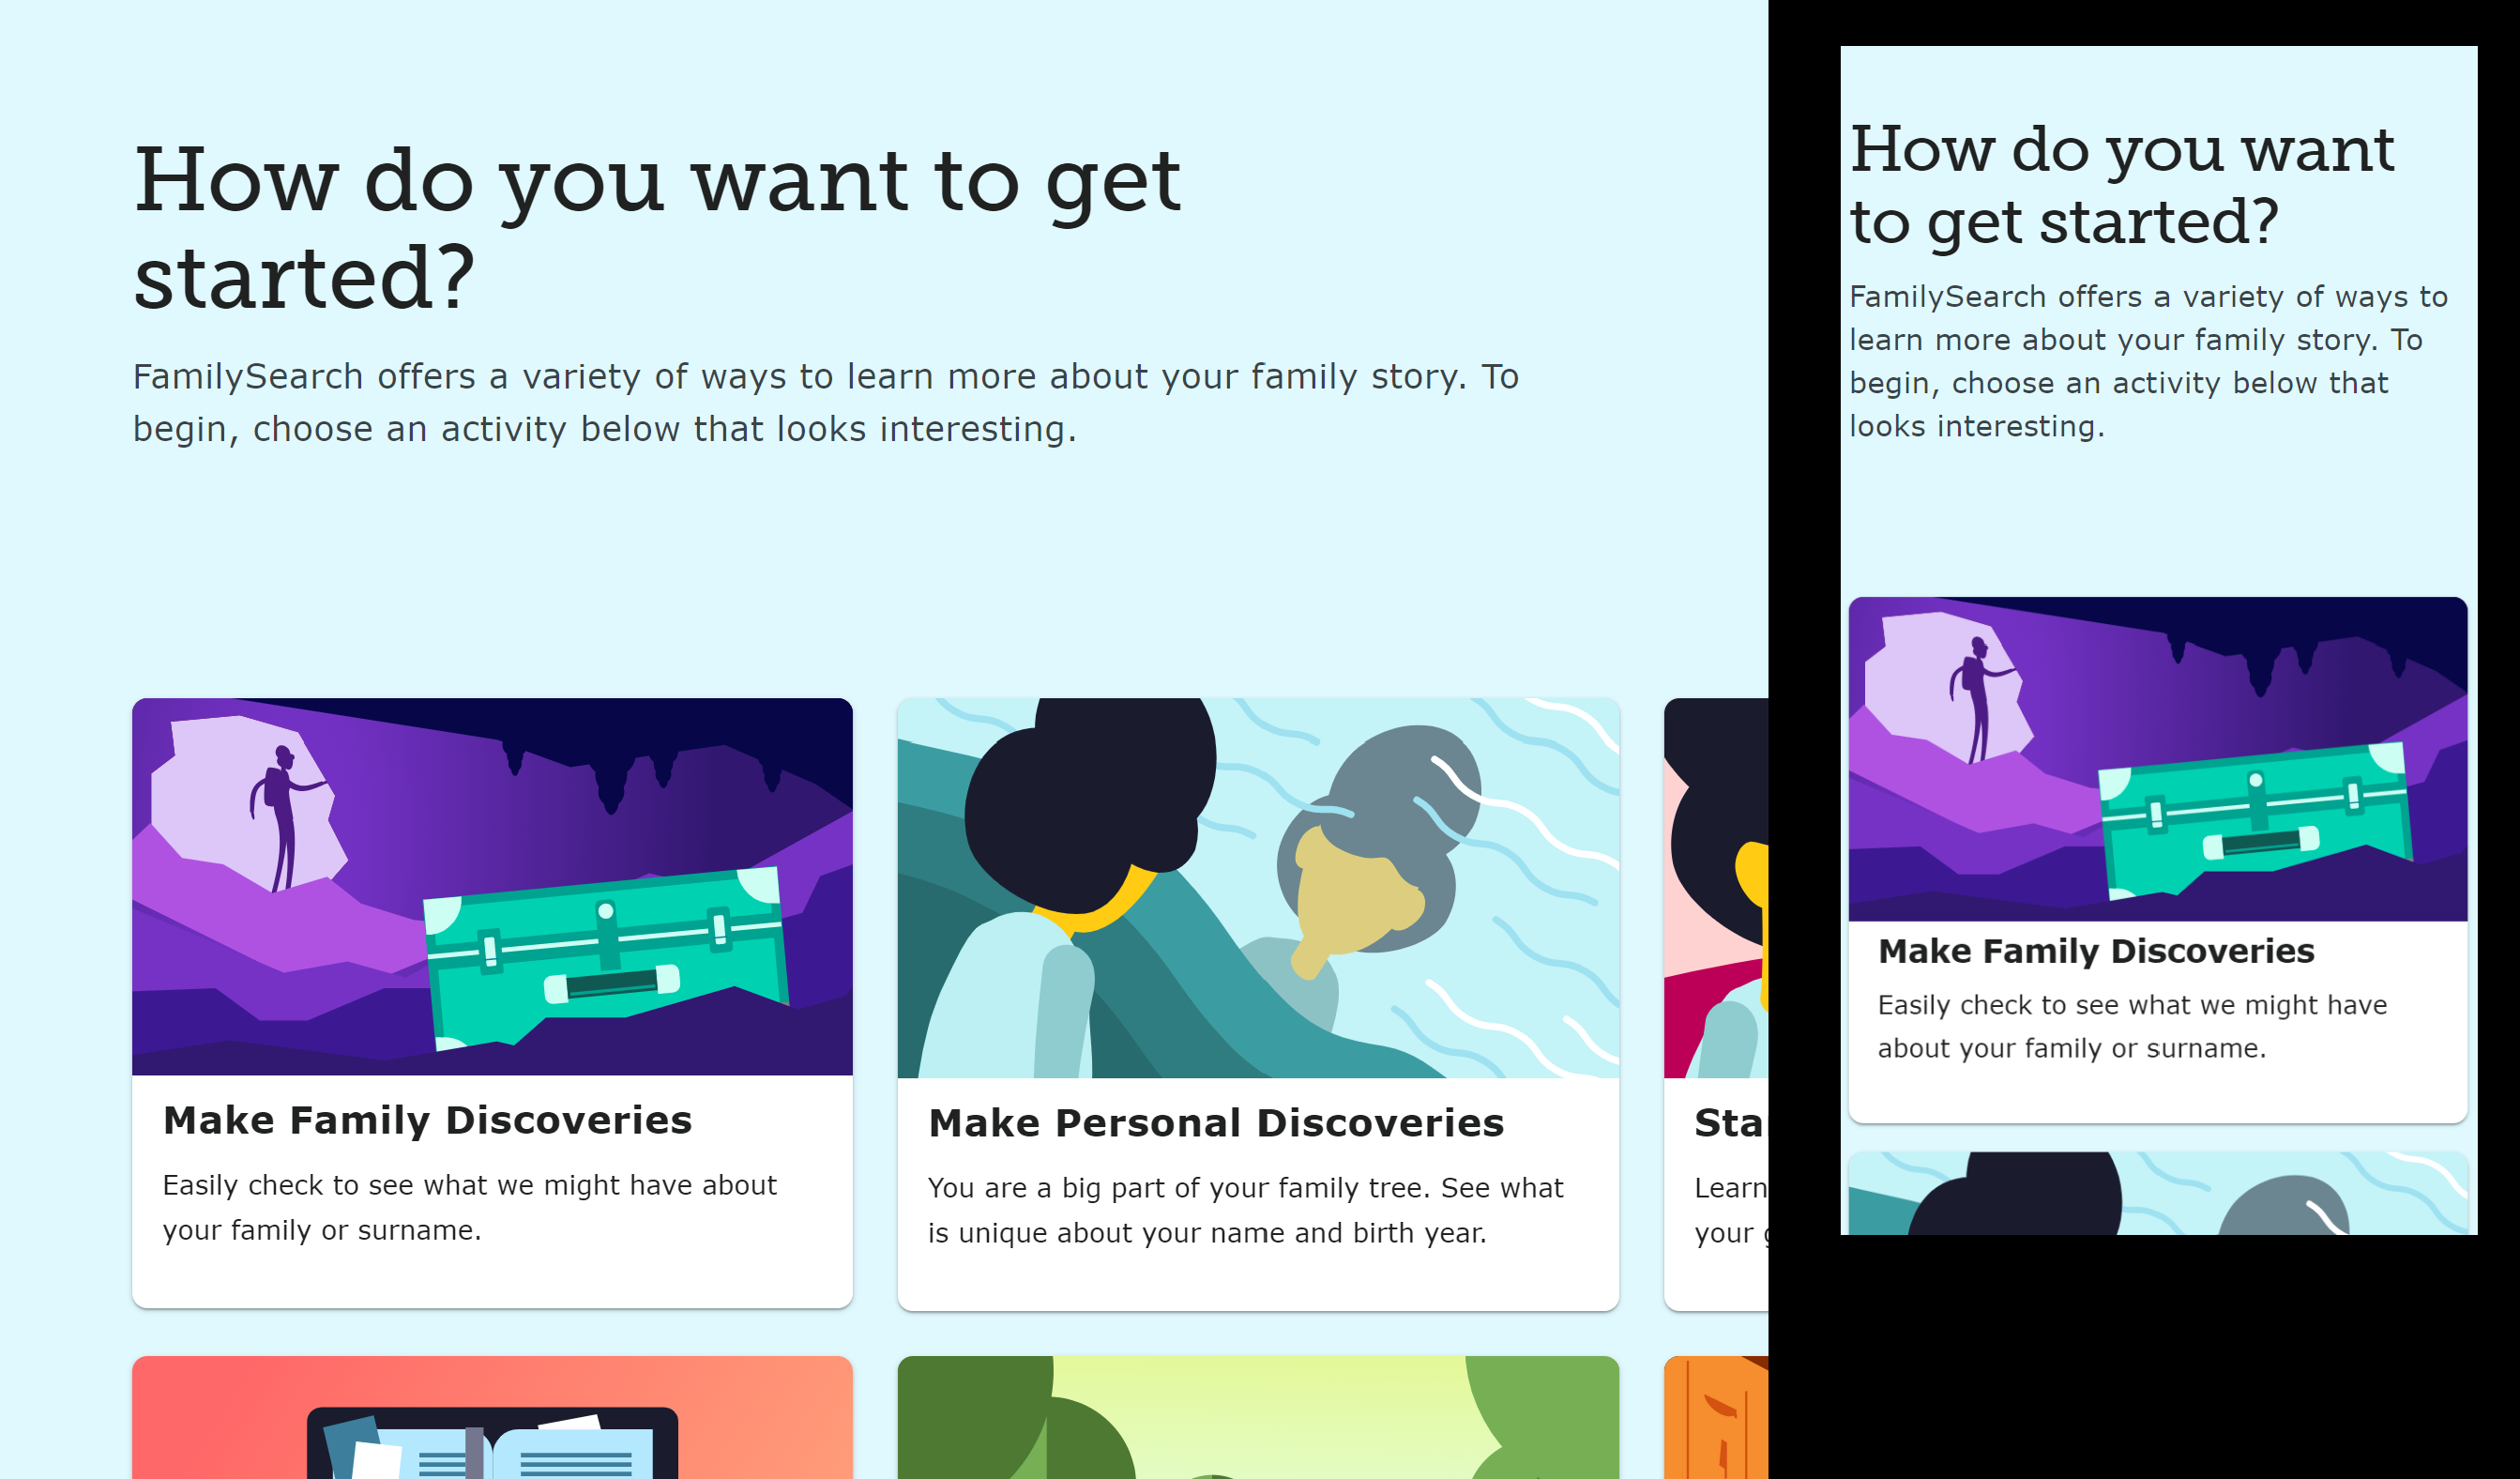 How do you want to get
started?
FamilySearch offers a variety of ways to learn more about your family story. To
begin, choose an activity below that looks interesting.
Make Family Discoveries
Easily check to see what we might have about
your family or surname.
Make Personal Discoveries
You are a big part of your family tree. See what
is unique about your name and birth year.
Sta
Learn
your g
How do you want
to get started?
FamilySearch offers a variety of ways to
learn more about your family story. To
begin, choose an activity below that
looks interesting.
Make Family Discoveries
Easily check to see what we might have
about your family or surname.